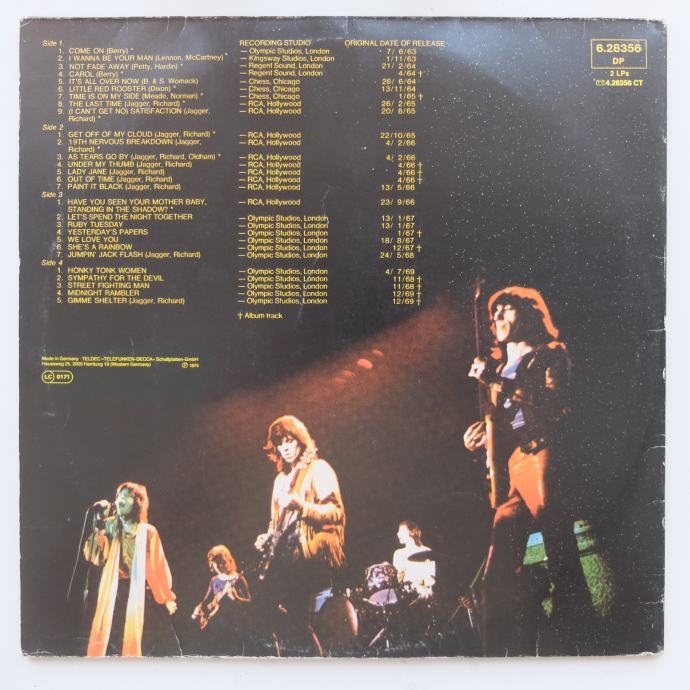 Side 1. RECORDING STUDIO ORIGINAL DATE OF RELEASE
1. COME ON (Berry) * — Olympic Studios, London 7/ 6/63
2. I WANNA BE YOUR MAN (Lennon, McCartney) * — Kingsway Studios, London 1/11/63
3. NOT FADE AWAY (Petty, Hardin) * — Regent Sound, London 21/ 2/64
4. CAROL (Berry) * — Regent Sound, London 4/64 †
5. IT'S ALL OVER NOW (B. & S. Womack) — Chess, Chicago 26/ 6/64
6. LITTLE RED ROOSTER (Dixon) * — Chess, Chicago 13/11/64
7. TIME IS ON MY SIDE (Meade, Norman) * — Chess, Chicago 1/65 †
8. THE LAST TIME (Jagger, Richard) * — RCA, Hollywood 26/ 2/65
9. (I CAN'T GET NO) SATISFACTION (Jagger, — RCA, Hollywood 20/ 8/65
Richard) *
Side 2
1. GET OFF OF MY CLOUD (Jagger, Richard) * — RCA, Hollywood 22/10/65
2. 19TH NERVOUS BREAKDOWN (Jagger, — RCA, Hollywood 4/ 2/66
Richard) *
3. AS TEARS GO BY (Jagger, Richard, Oldham) * — RCA, Hollywood 4/ 2/66
4. UNDER MY THUMB (Jagger, Richard) — RCA, Hollywood 4/66 †
5. LADY JANE (Jagger, Richard) — RCA, Hollywood 4/66 †
6. OUT OF TIME (Jagger, Richard) — RCA, Hollywood 4/66 †
7. PAINT IT BLACK (Jagger, Richard) — RCA, Hollywood 13/ 5/66
Side 3
1. HAVE YOU SEEN YOUR MOTHER BABY, — RCA, Hollywood 23/ 9/66
STANDING IN THE SHADOW? *
2. LET'S SPEND THE NIGHT TOGETHER — Olympic Studios, London 13/ 1/67
3. RUBY TUESDAY — Olympic Studios, London 13/ 1/67
4. YESTERDAY'S PAPERS — Olympic Studios, London 1/67 †
5. WE LOVE YOU — Olympic Studios, London 18/ 8/67
6. SHE'S A RAINBOW — Olympic Studios, London 12/67 †
7. JUMPIN' JACK FLASH (Jagger, Richard) — Olympic Studios, London 24/ 5/68
Side 4
1. HONKY TONK WOMEN — Olympic Studios, London 4/ 7/69
2. SYMPATHY FOR THE DEVIL — Olympic Studios, London 11/68 †
3. STREET FIGHTING MAN — Olympic Studios, London 11/68 †
4. MIDNIGHT RAMBLER — Olympic Studios, London 12/69 †
5. GIMME SHELTER (Jagger, Richard) — Olympic Studios, London 12/69 †
† Album track
6.28356
DP
2 LPs
4.28356 CT
Made in Germany · TELDEC »TELEFUNKEN-DECCA« Schallplatten-GmbH
Heussweg 25, 2000 Hamburg 19 (Western Germany) ℗ 1975
LC 0171